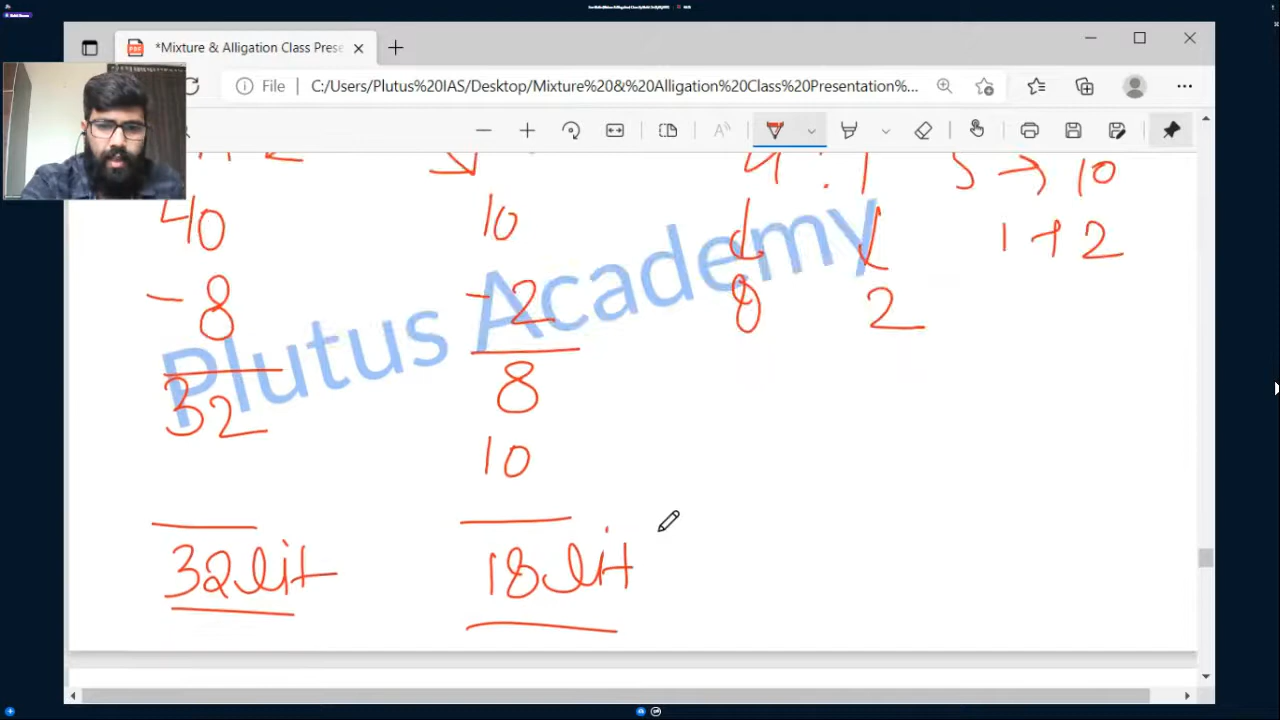 *Mixture & Alligation Class Prese
File C:/Users/Plutus%20IAS/Desktop/Mixture%20&%20Alligation%20Class%20Presentation%...
4 : 1 5 → 10
40 10 1 → 2
- 8 - 2 8 2
32 8
10
32 lit 18 lit
Plutus Academy